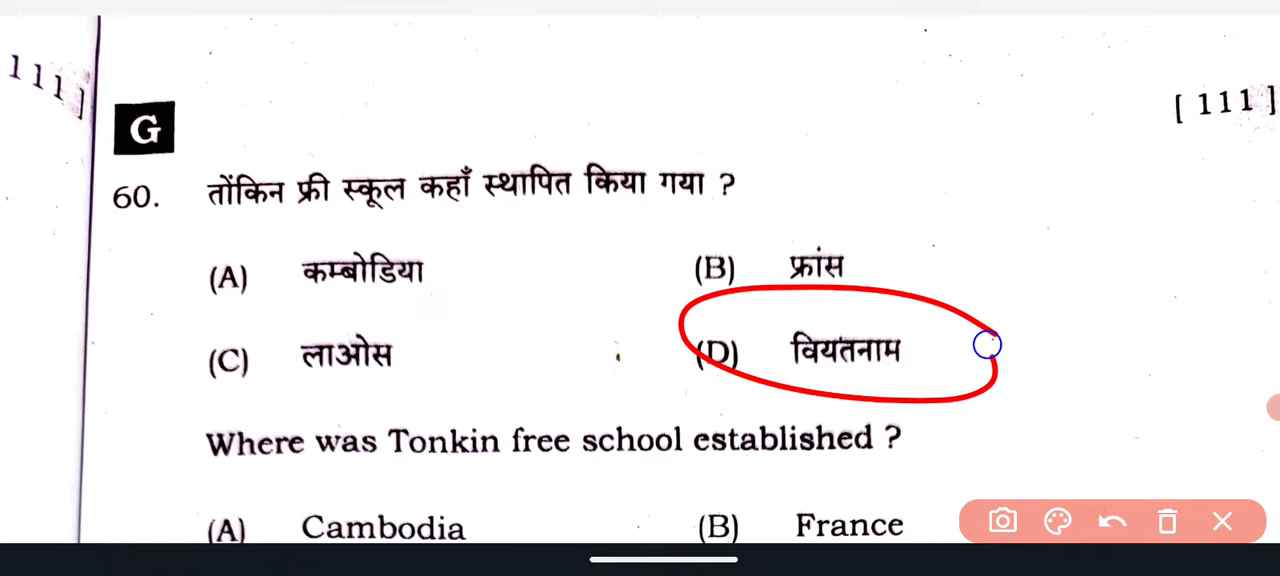 111]
[ 111 ]
G
60. तोंकिन फ्री स्कूल कहाँ स्थापित किया गया ?
(A) कम्बोडिया (B) फ्रांस
(C) लाओस (D) वियतनाम
Where was Tonkin free school established ?
(A) Cambodia (B) France